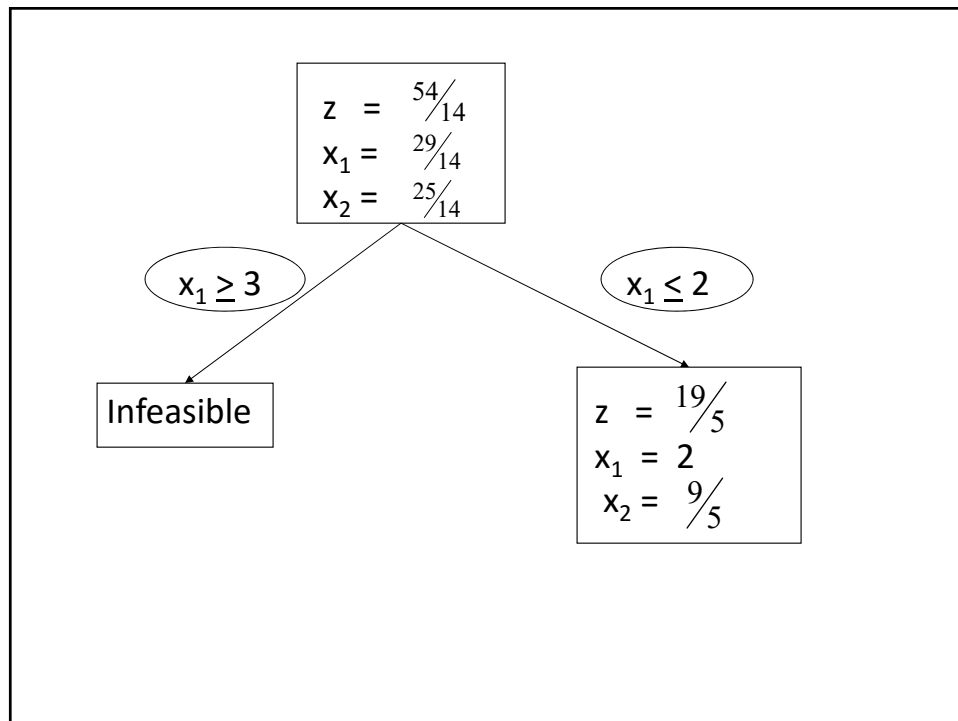 z = 54/14
x₁ = 29/14
x₂ = 25/14
x₁ ≥ 3
x₁ ≤ 2
Infeasible
z = 19/5
x₁ = 2
x₂ = 9/5